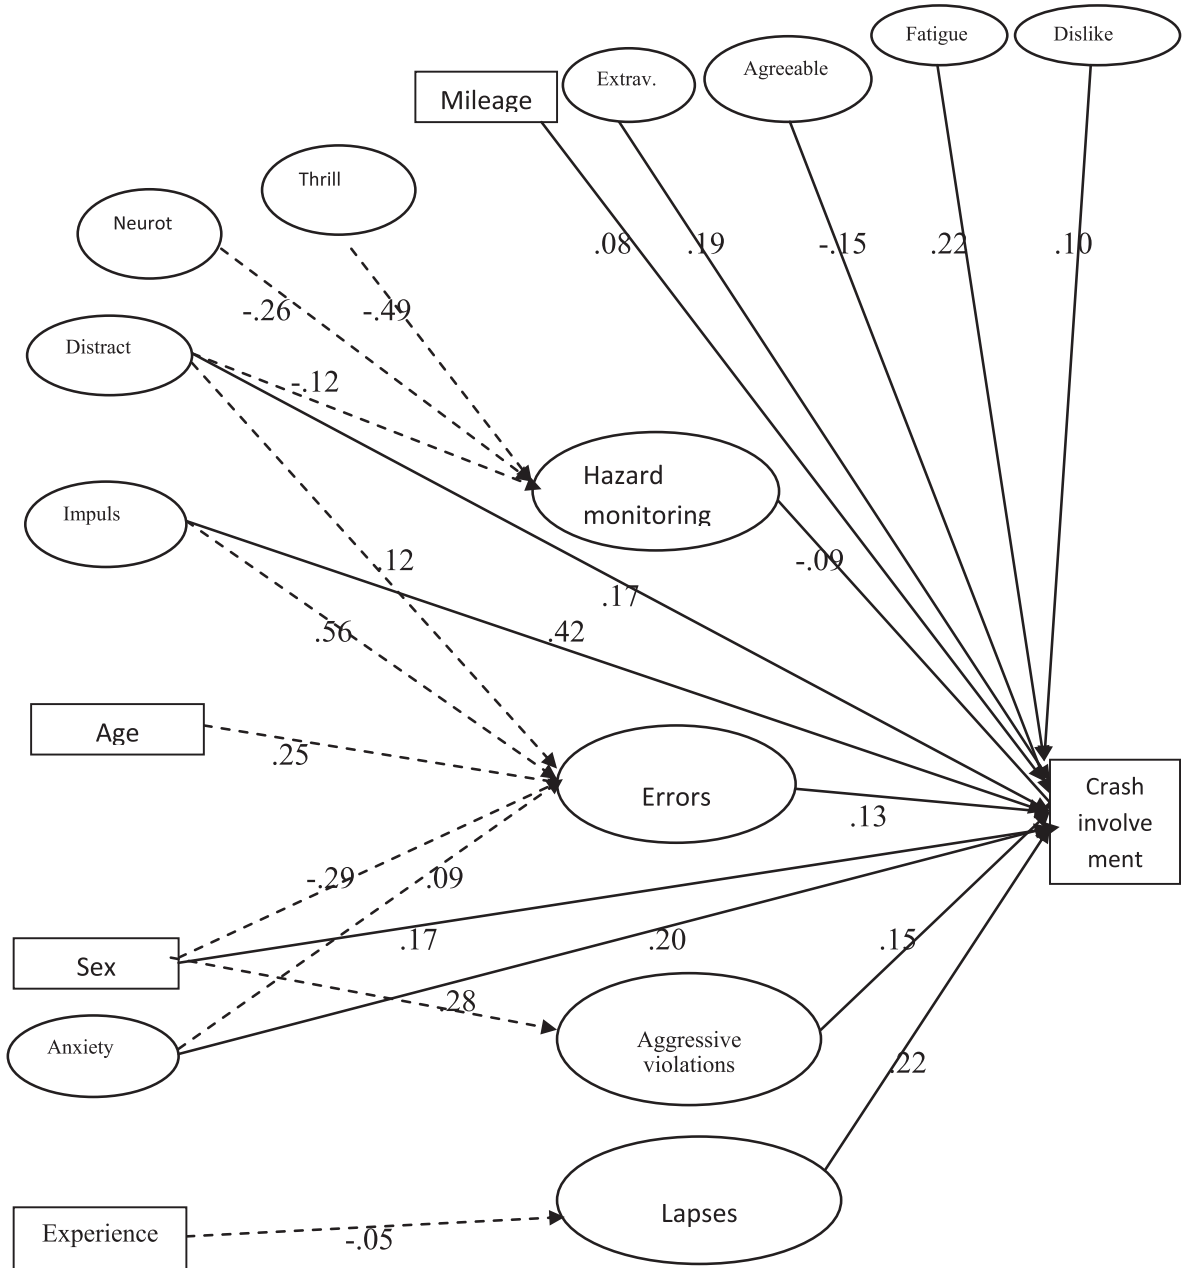 Fatigue
Dislike
Agreeable
Extrav.
Mileage
Thrill
Neurot
.08
.19
-.15
.22
.10
-.26
-.49
Distract
-.12
Hazard
monitoring
Impuls
.12
-.09
.17
.56
.42
Age
.25
Errors
.13
Crash
involve
ment
-.29
.09
Sex
.17
.20
.15
.28
Anxiety
Aggressive
violations
.22
Lapses
Experience
-.05